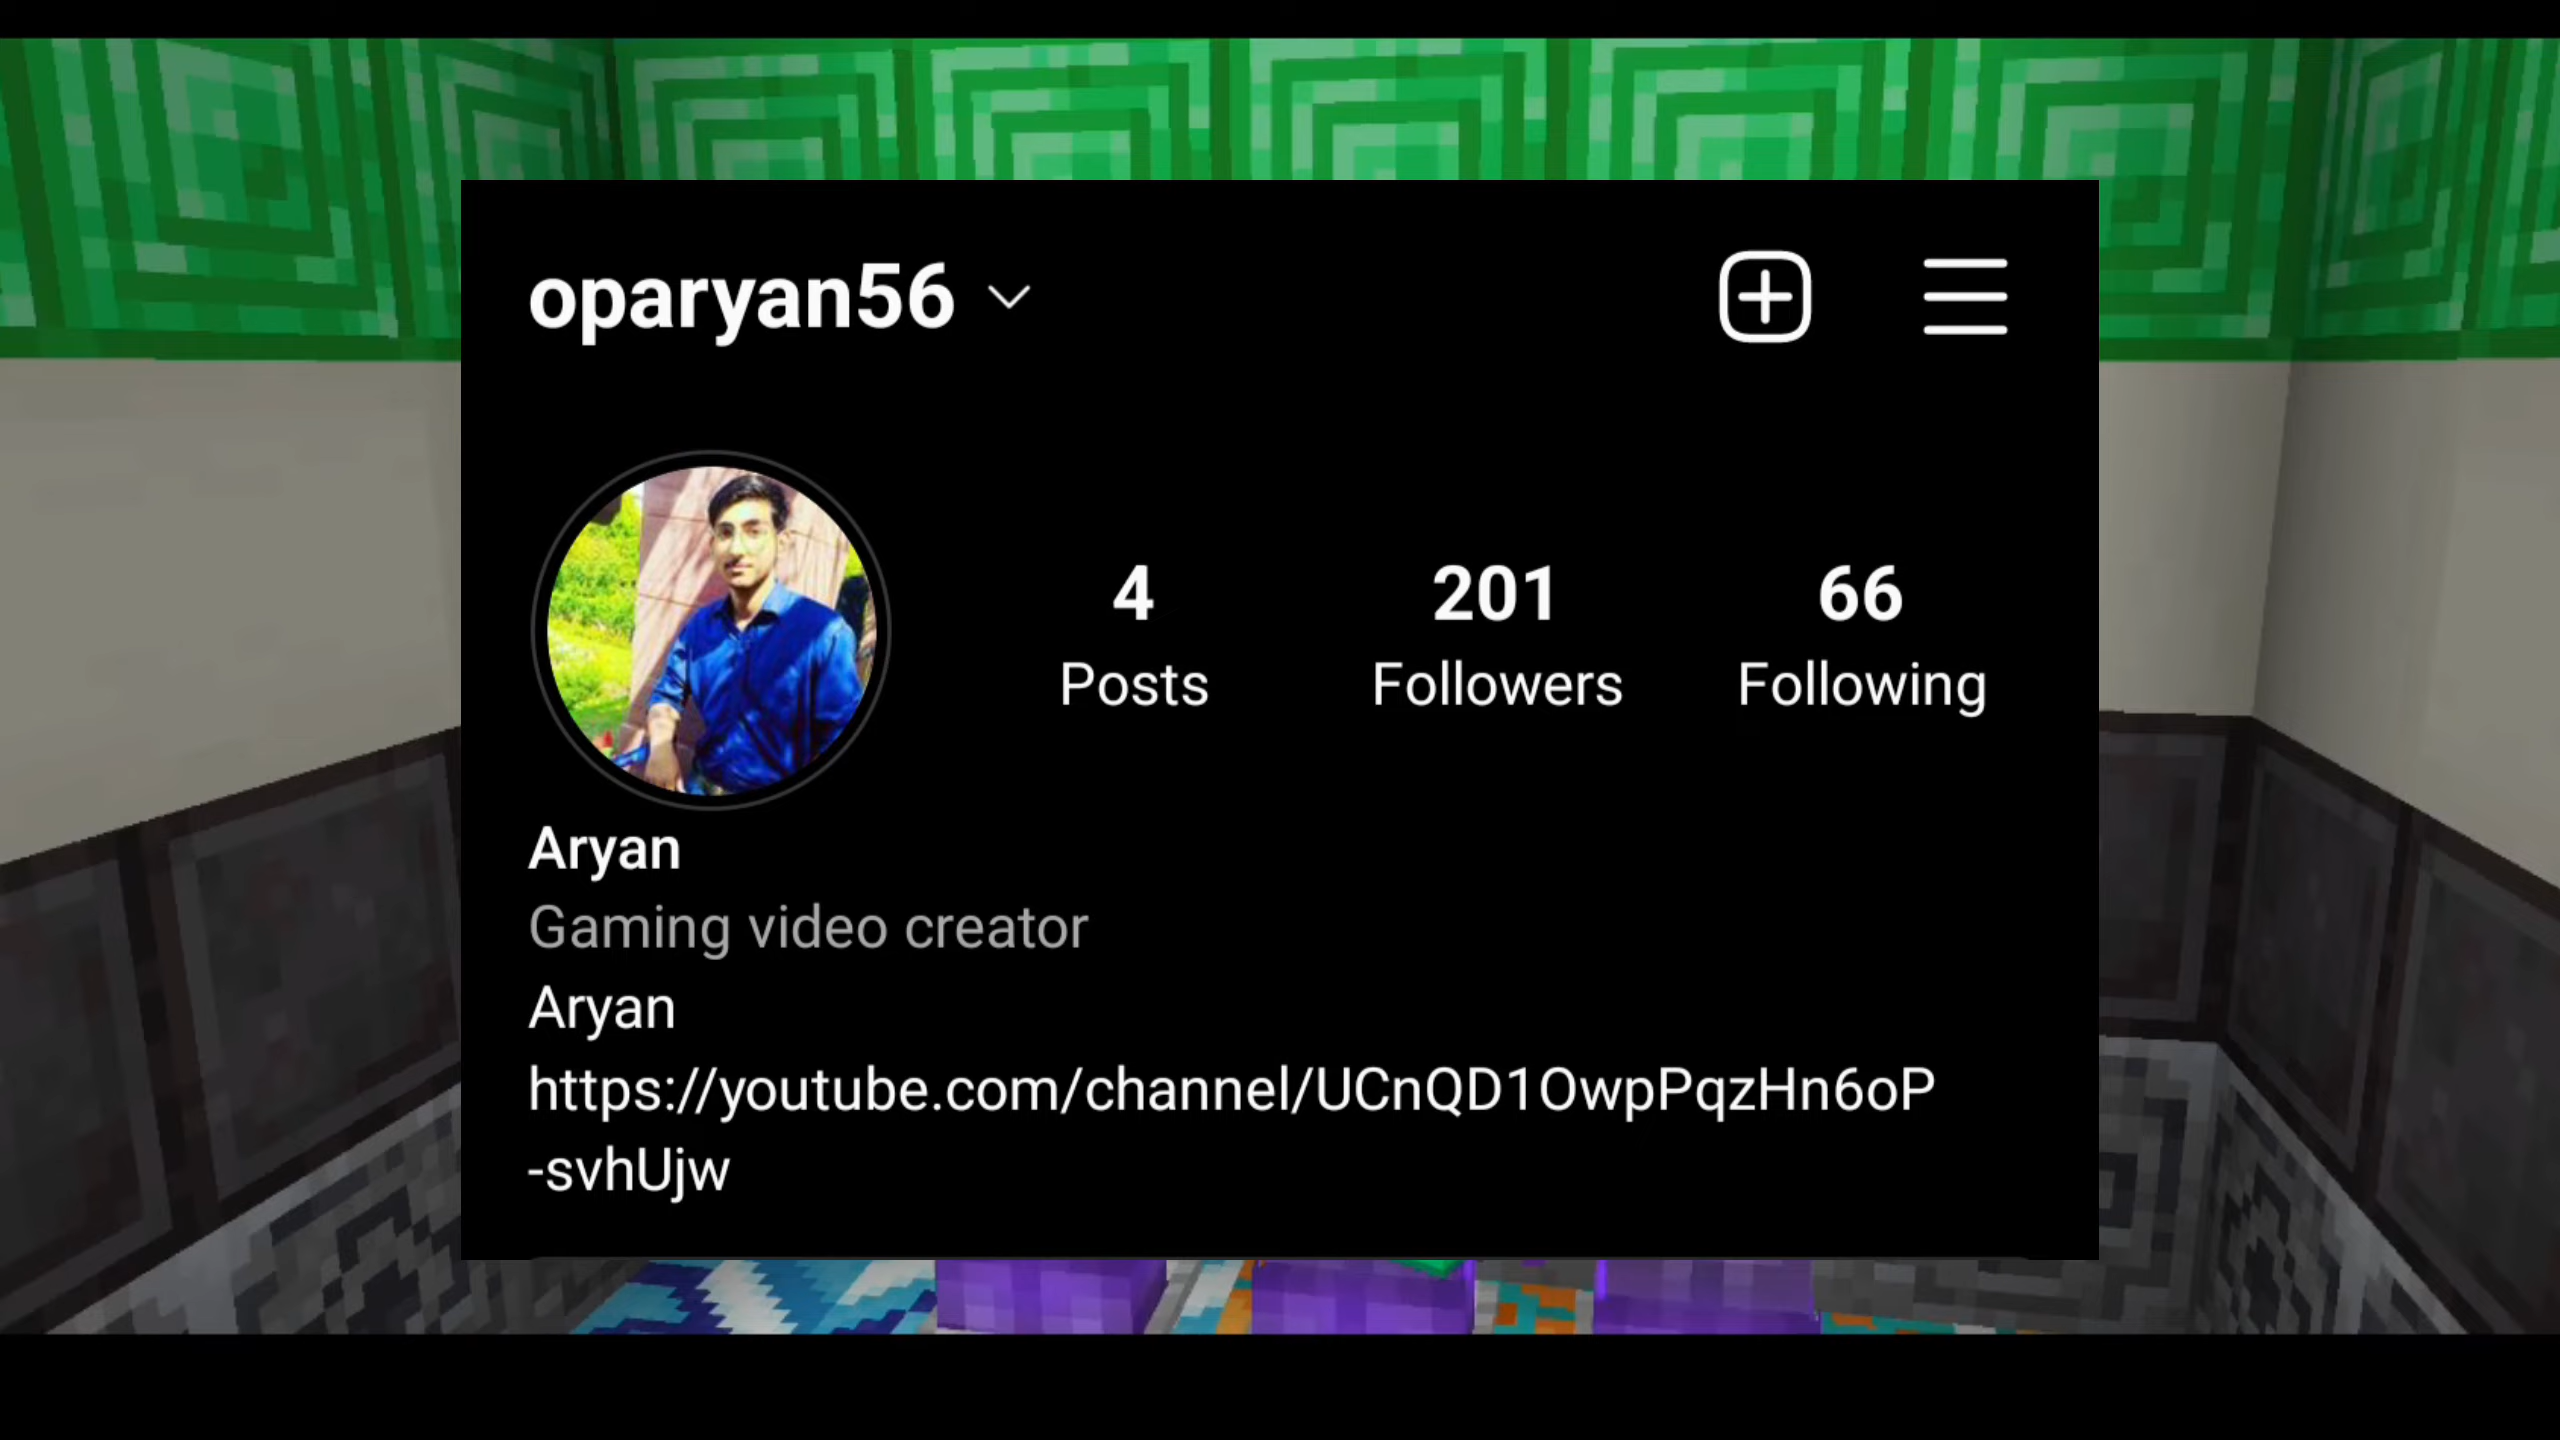 oparyan56
4 201 66
Posts Followers Following
Aryan
Gaming video creator
Aryan
https://youtube.com/channel/UCnQD1OwpPqzHn6oP
-svhUjw